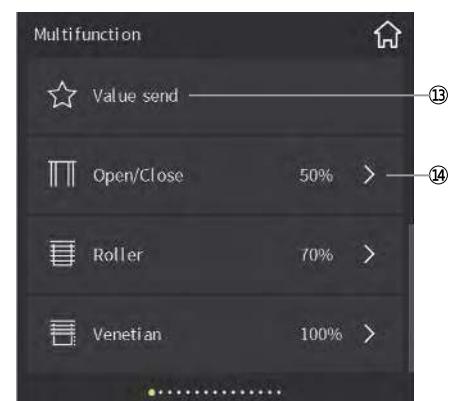 Multifunction
Value send
⑬
Open/Close 50%
⑭
Roller 70%
Venetian 100%